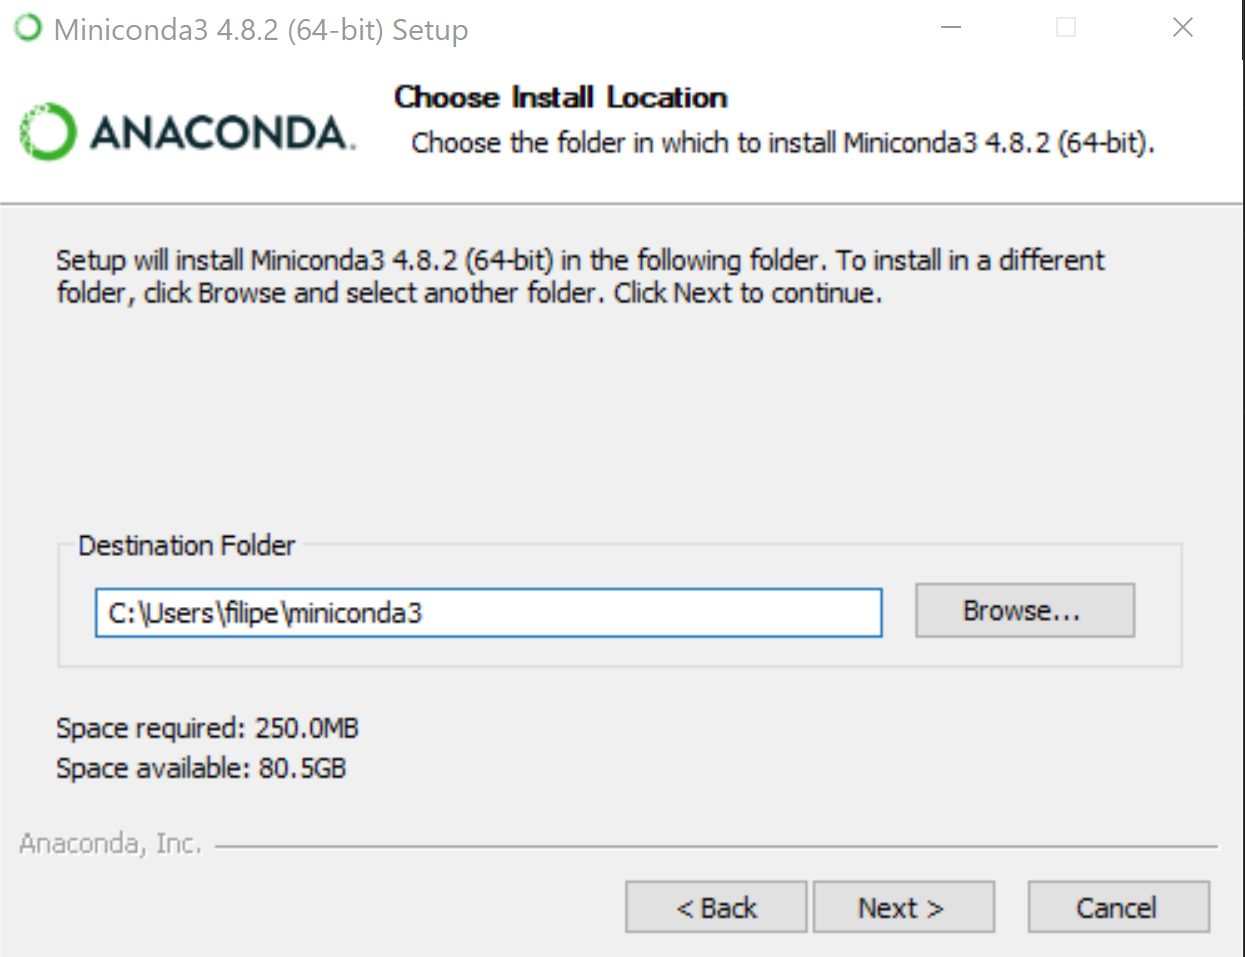 Miniconda3 4.8.2 (64-bit) Setup
ANACONDA.
Choose Install Location
Choose the folder in which to install Miniconda3 4.8.2 (64-bit).
Setup will install Miniconda3 4.8.2 (64-bit) in the following folder. To install in a different
folder, click Browse and select another folder. Click Next to continue.
Destination Folder
C:\Users\filipe\miniconda3
Browse...
Space required: 250.0MB
Space available: 80.5GB
Anaconda, Inc.
< Back
Next >
Cancel